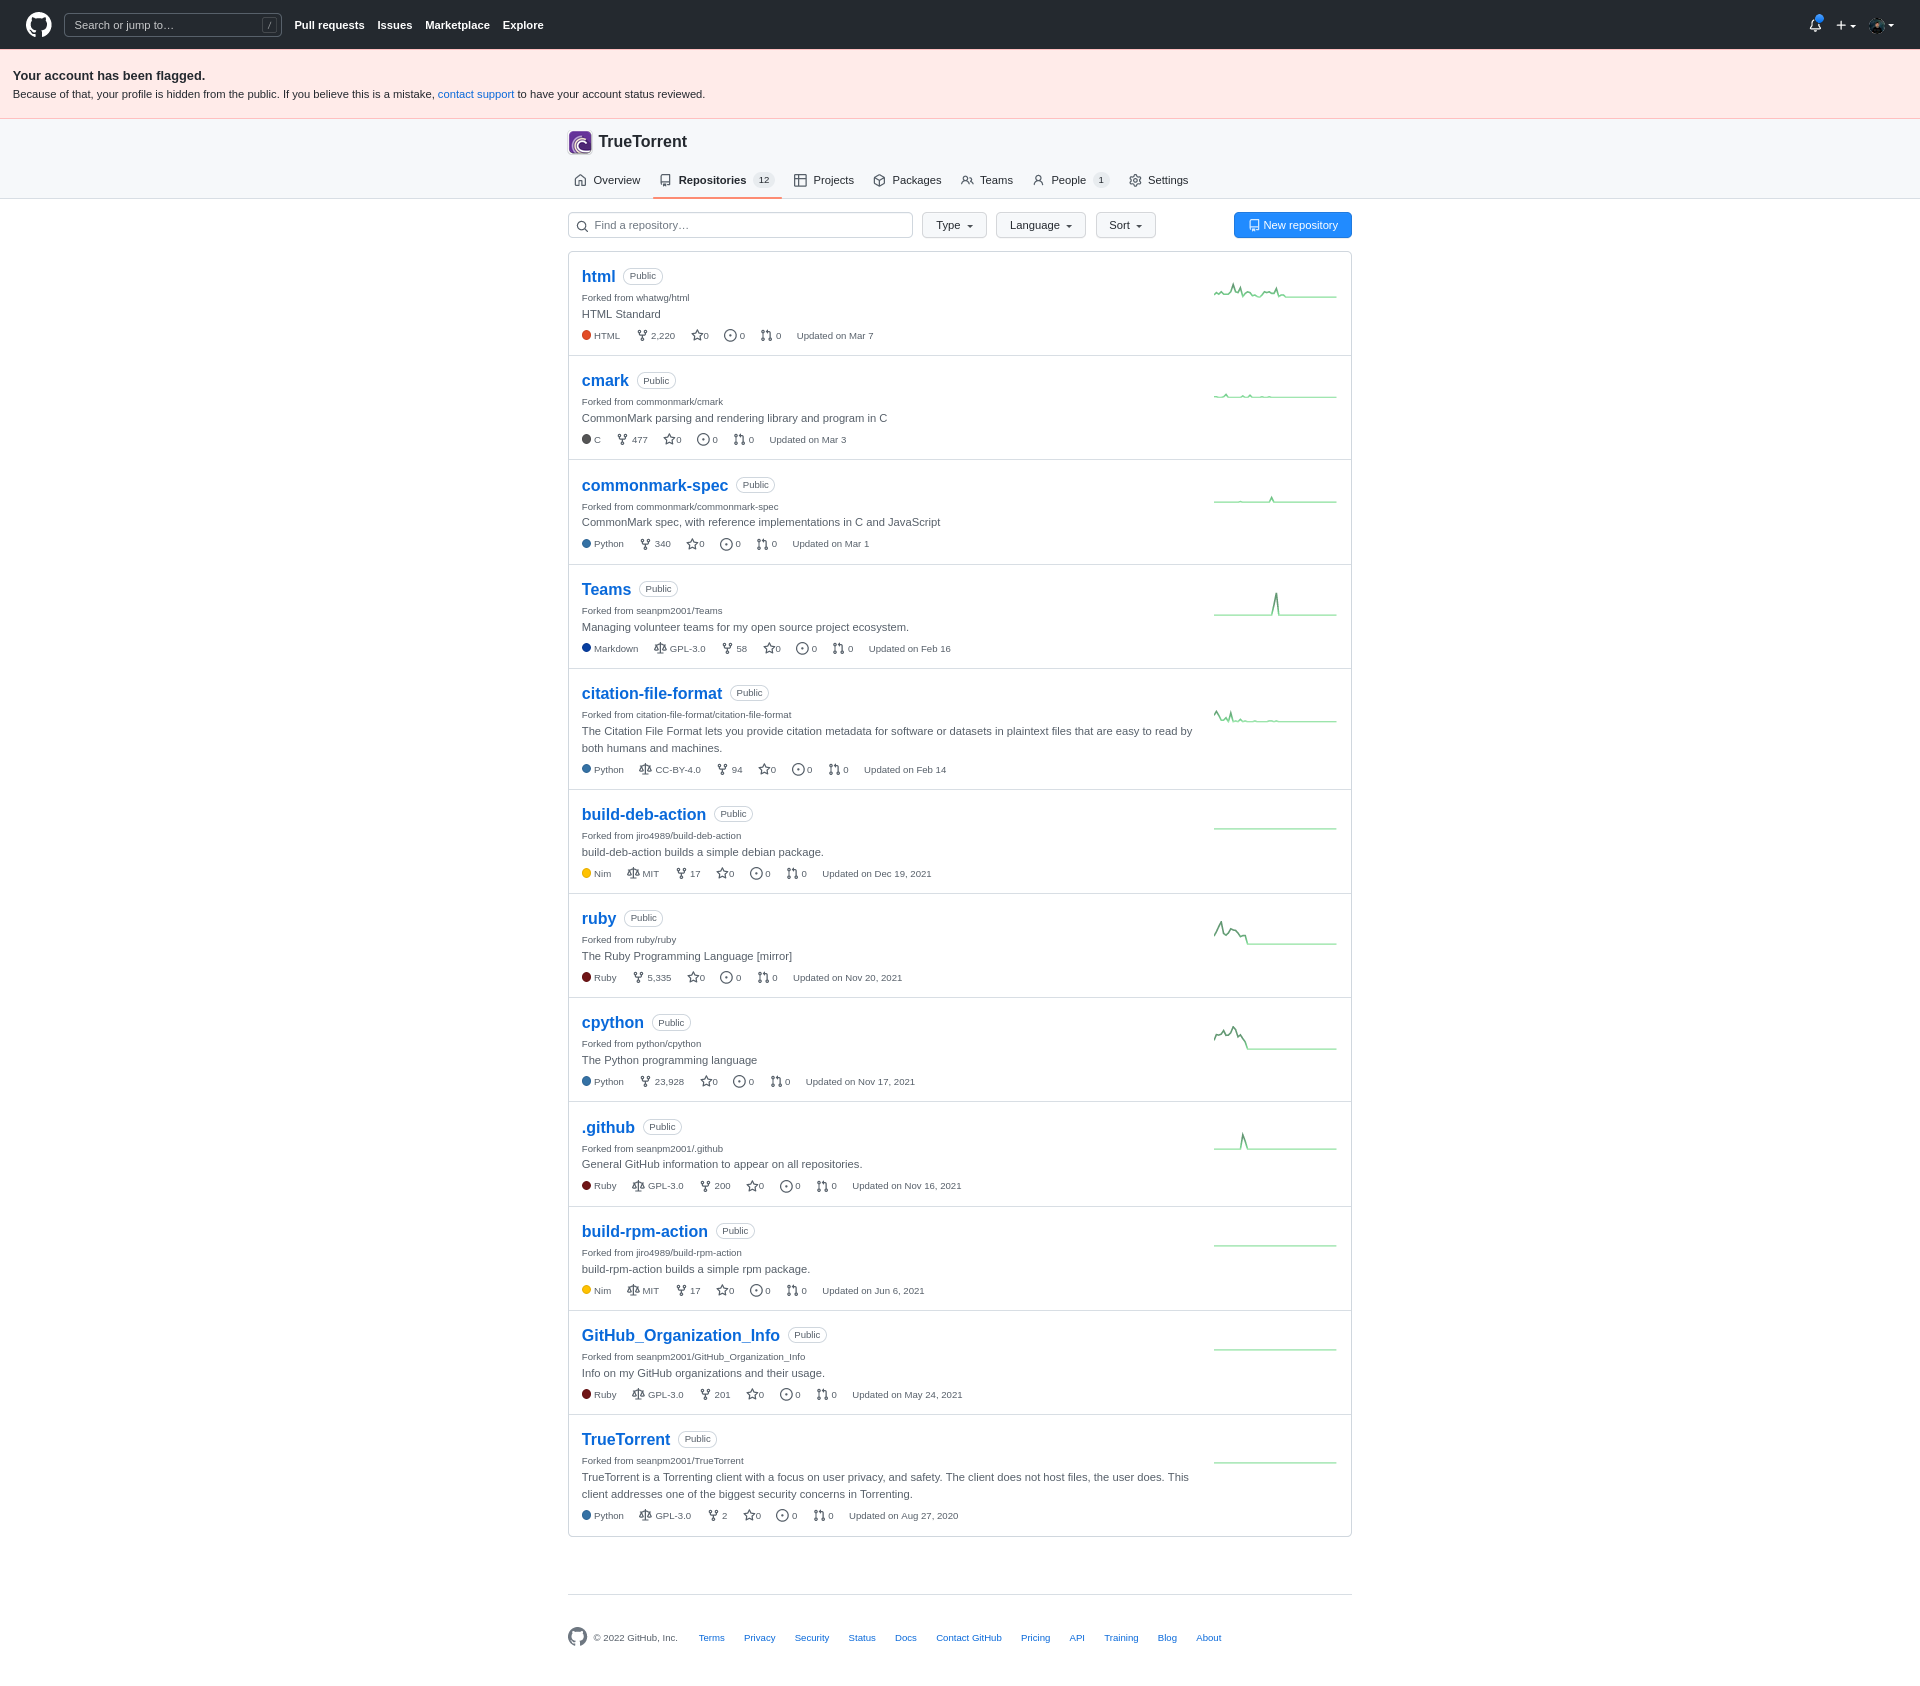 Search or jump to… /
Pull requests Issues Marketplace Explore
Your account has been flagged.
Because of that, your profile is hidden from the public. If you believe this is a mistake, contact support to have your account status reviewed.
TrueTorrent
Overview Repositories 12 Projects Packages Teams People 1 Settings
Find a repository… Type Language Sort New repository
html Public
Forked from whatwg/html
HTML Standard
HTML 2,220 0 0 0 Updated on Mar 7
cmark Public
Forked from commonmark/cmark
CommonMark parsing and rendering library and program in C
C 477 0 0 0 Updated on Mar 3
commonmark-spec Public
Forked from commonmark/commonmark-spec
CommonMark spec, with reference implementations in C and JavaScript
Python 340 0 0 0 Updated on Mar 1
Teams Public
Forked from seanpm2001/Teams
Managing volunteer teams for my open source project ecosystem.
Markdown GPL-3.0 58 0 0 0 Updated on Feb 16
citation-file-format Public
Forked from citation-file-format/citation-file-format
The Citation File Format lets you provide citation metadata for software or datasets in plaintext files that are easy to read by
both humans and machines.
Python CC-BY-4.0 94 0 0 0 Updated on Feb 14
build-deb-action Public
Forked from jiro4989/build-deb-action
build-deb-action builds a simple debian package.
Nim MIT 17 0 0 0 Updated on Dec 19, 2021
ruby Public
Forked from ruby/ruby
The Ruby Programming Language [mirror]
Ruby 5,335 0 0 0 Updated on Nov 20, 2021
cpython Public
Forked from python/cpython
The Python programming language
Python 23,928 0 0 0 Updated on Nov 17, 2021
.github Public
Forked from seanpm2001/.github
General GitHub information to appear on all repositories.
Ruby GPL-3.0 200 0 0 0 Updated on Nov 16, 2021
build-rpm-action Public
Forked from jiro4989/build-rpm-action
build-rpm-action builds a simple rpm package.
Nim MIT 17 0 0 0 Updated on Jun 6, 2021
GitHub_Organization_Info Public
Forked from seanpm2001/GitHub_Organization_Info
Info on my GitHub organizations and their usage.
Ruby GPL-3.0 201 0 0 0 Updated on May 24, 2021
TrueTorrent Public
Forked from seanpm2001/TrueTorrent
TrueTorrent is a Torrenting client with a focus on user privacy, and safety. The client does not host files, the user does. This
client addresses one of the biggest security concerns in Torrenting.
Python GPL-3.0 2 0 0 0 Updated on Aug 27, 2020
© 2022 GitHub, Inc. Terms Privacy Security Status Docs Contact GitHub Pricing API Training Blog About